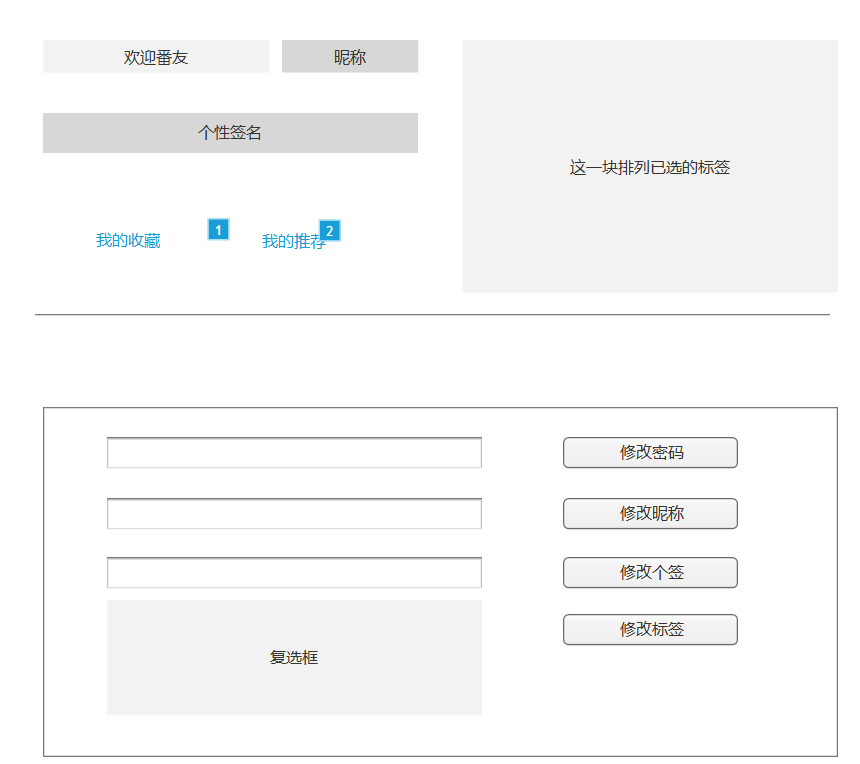 欢迎番友
昵称
个性签名
这一块排列已选的标签
我的收藏
1
我的推荐
2
修改密码
修改昵称
修改个签
修改标签
复选框